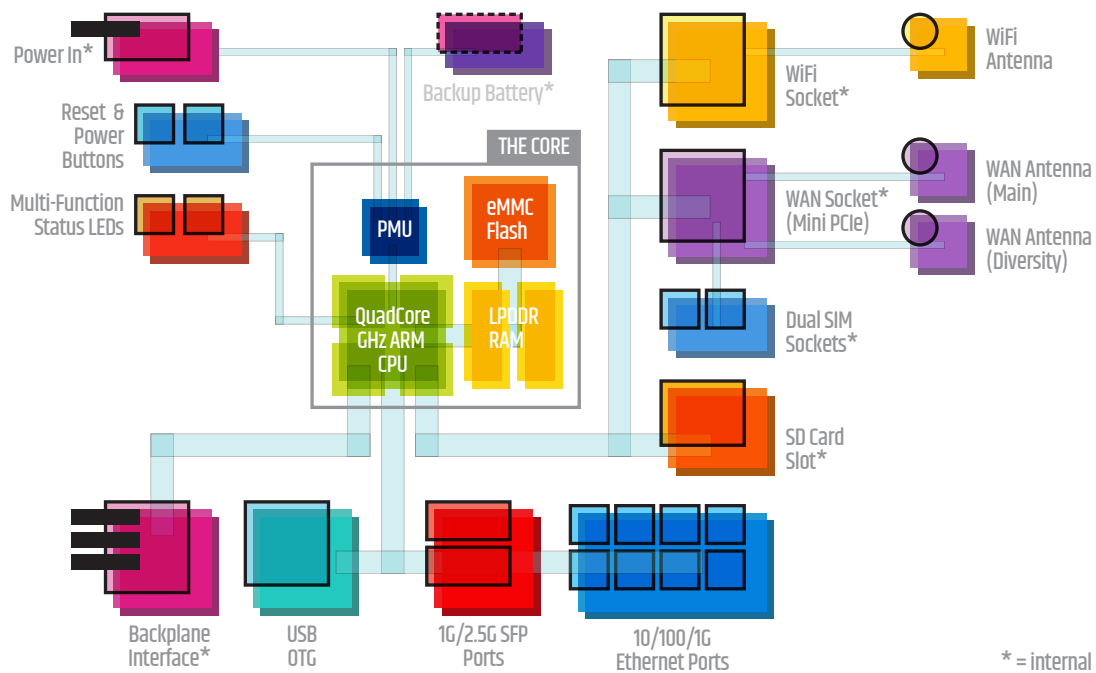 Power In*
Backup Battery*
WiFi
Socket*
WiFi
Antenna
Reset &
Power
Buttons
THE CORE
Multi-Function
Status LEDs
PMU
eMMC
Flash
WAN Socket*
(Mini PCIe)
WAN Antenna
(Main)
WAN Antenna
(Diversity)
QuadCore
GHz ARM
CPU
LPDDR
RAM
Dual SIM
Sockets*
SD Card
Slot*
Backplane
Interface*
USB
OTG
1G/2.5G SFP
Ports
10/100/1G
Ethernet Ports
* = internal